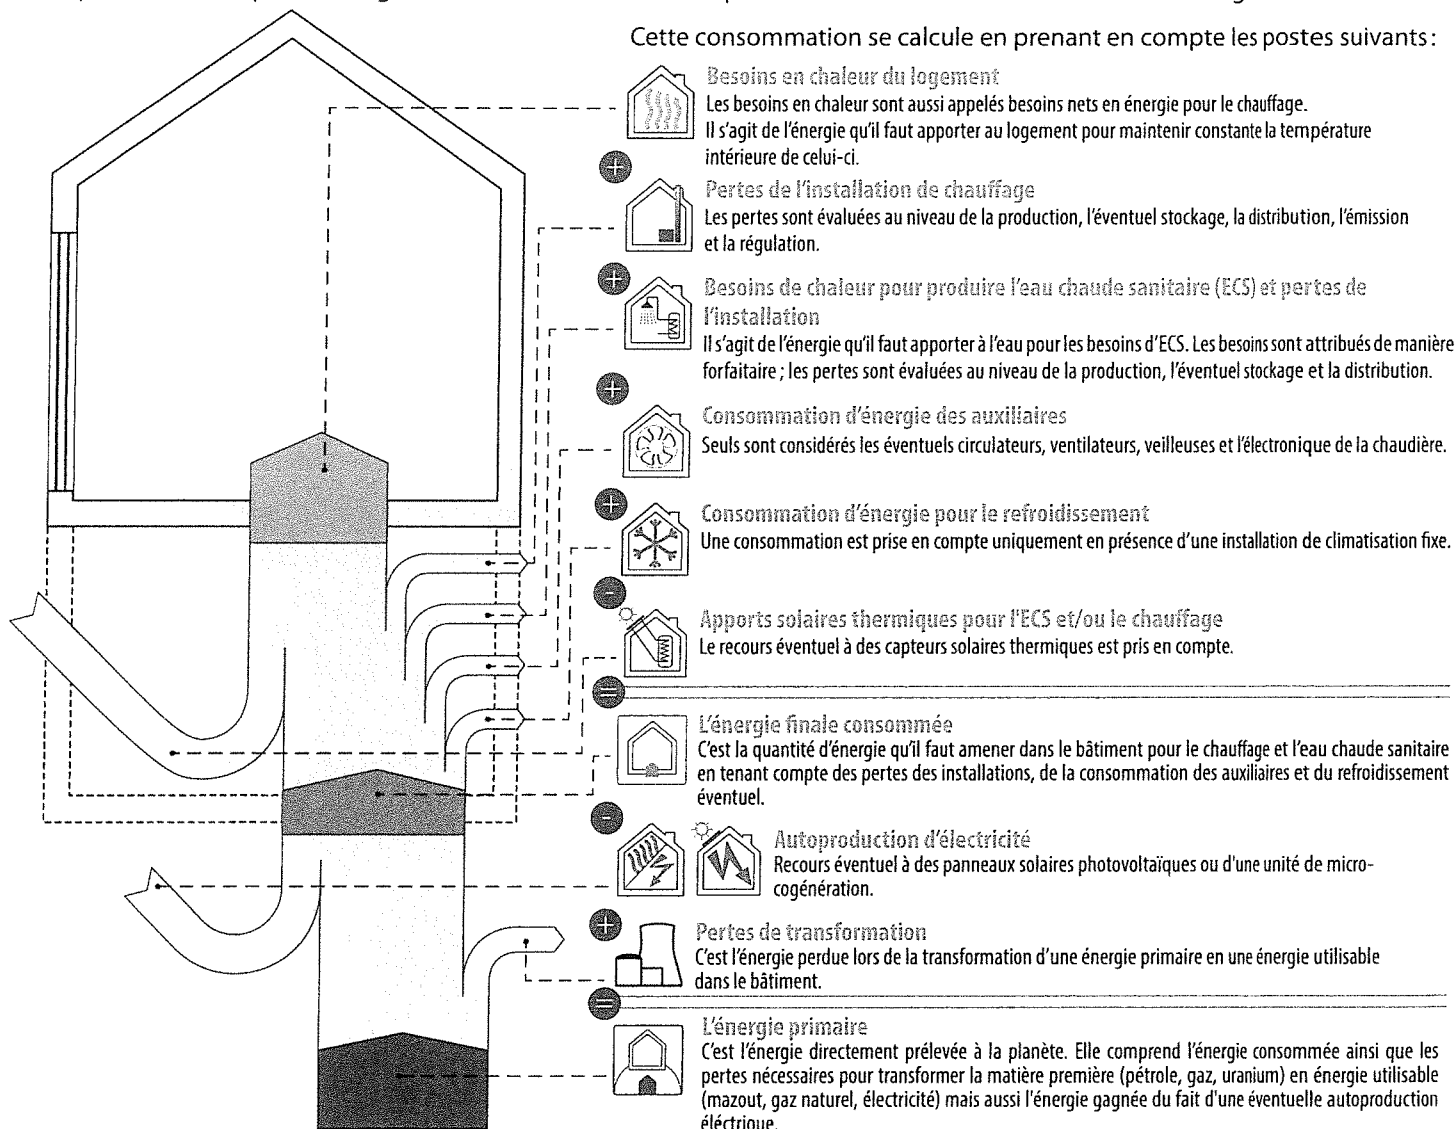 Cette consommation se calcule en prenant en compte les postes suivants :
Besoins en chaleur du logement
Les besoins en chaleur sont aussi appelés besoins nets en énergie pour le chauffage.
Il s'agit de l'énergie qu'il faut apporter au logement pour maintenir constante la température
intérieure de celui-ci.
+
Pertes de l'installation de chauffage
Les pertes sont évaluées au niveau de la production, l'éventuel stockage, la distribution, l'émission
et la régulation.
+
Besoins de chaleur pour produire l'eau chaude sanitaire (ECS) et pertes de
l'installation
Il s'agit de l'énergie qu'il faut apporter à l'eau pour les besoins d'ECS. Les besoins sont attribués de manière
forfaitaire ; les pertes sont évaluées au niveau de la production, l'éventuel stockage et la distribution.
+
Consommation d'énergie des auxiliaires
Seuls sont considérés les éventuels circulateurs, ventilateurs, veilleuses et l'électronique de la chaudière.
+
Consommation d'énergie pour le refroidissement
Une consommation est prise en compte uniquement en présence d'une installation de climatisation fixe.
-
Apports solaires thermiques pour l'ECS et/ou le chauffage
Le recours éventuel à des capteurs solaires thermiques est pris en compte.
=
L'énergie finale consommée
C'est la quantité d'énergie qu'il faut amener dans le bâtiment pour le chauffage et l'eau chaude sanitaire
en tenant compte des pertes des installations, de la consommation des auxiliaires et du refroidissement
éventuel.
-
Autoproduction d'électricité
Recours éventuel à des panneaux solaires photovoltaïques ou d'une unité de micro-
cogénération.
+
Pertes de transformation
C'est l'énergie perdue lors de la transformation d'une énergie primaire en une énergie utilisable
dans le bâtiment.
=
L'énergie primaire
C'est l'énergie directement prélevée à la planète. Elle comprend l'énergie consommée ainsi que les
pertes nécessaires pour transformer la matière première (pétrole, gaz, uranium) en énergie utilisable
(mazout, gaz naturel, électricité) mais aussi l'énergie gagnée du fait d'une éventuelle autoproduction
éléctrique.